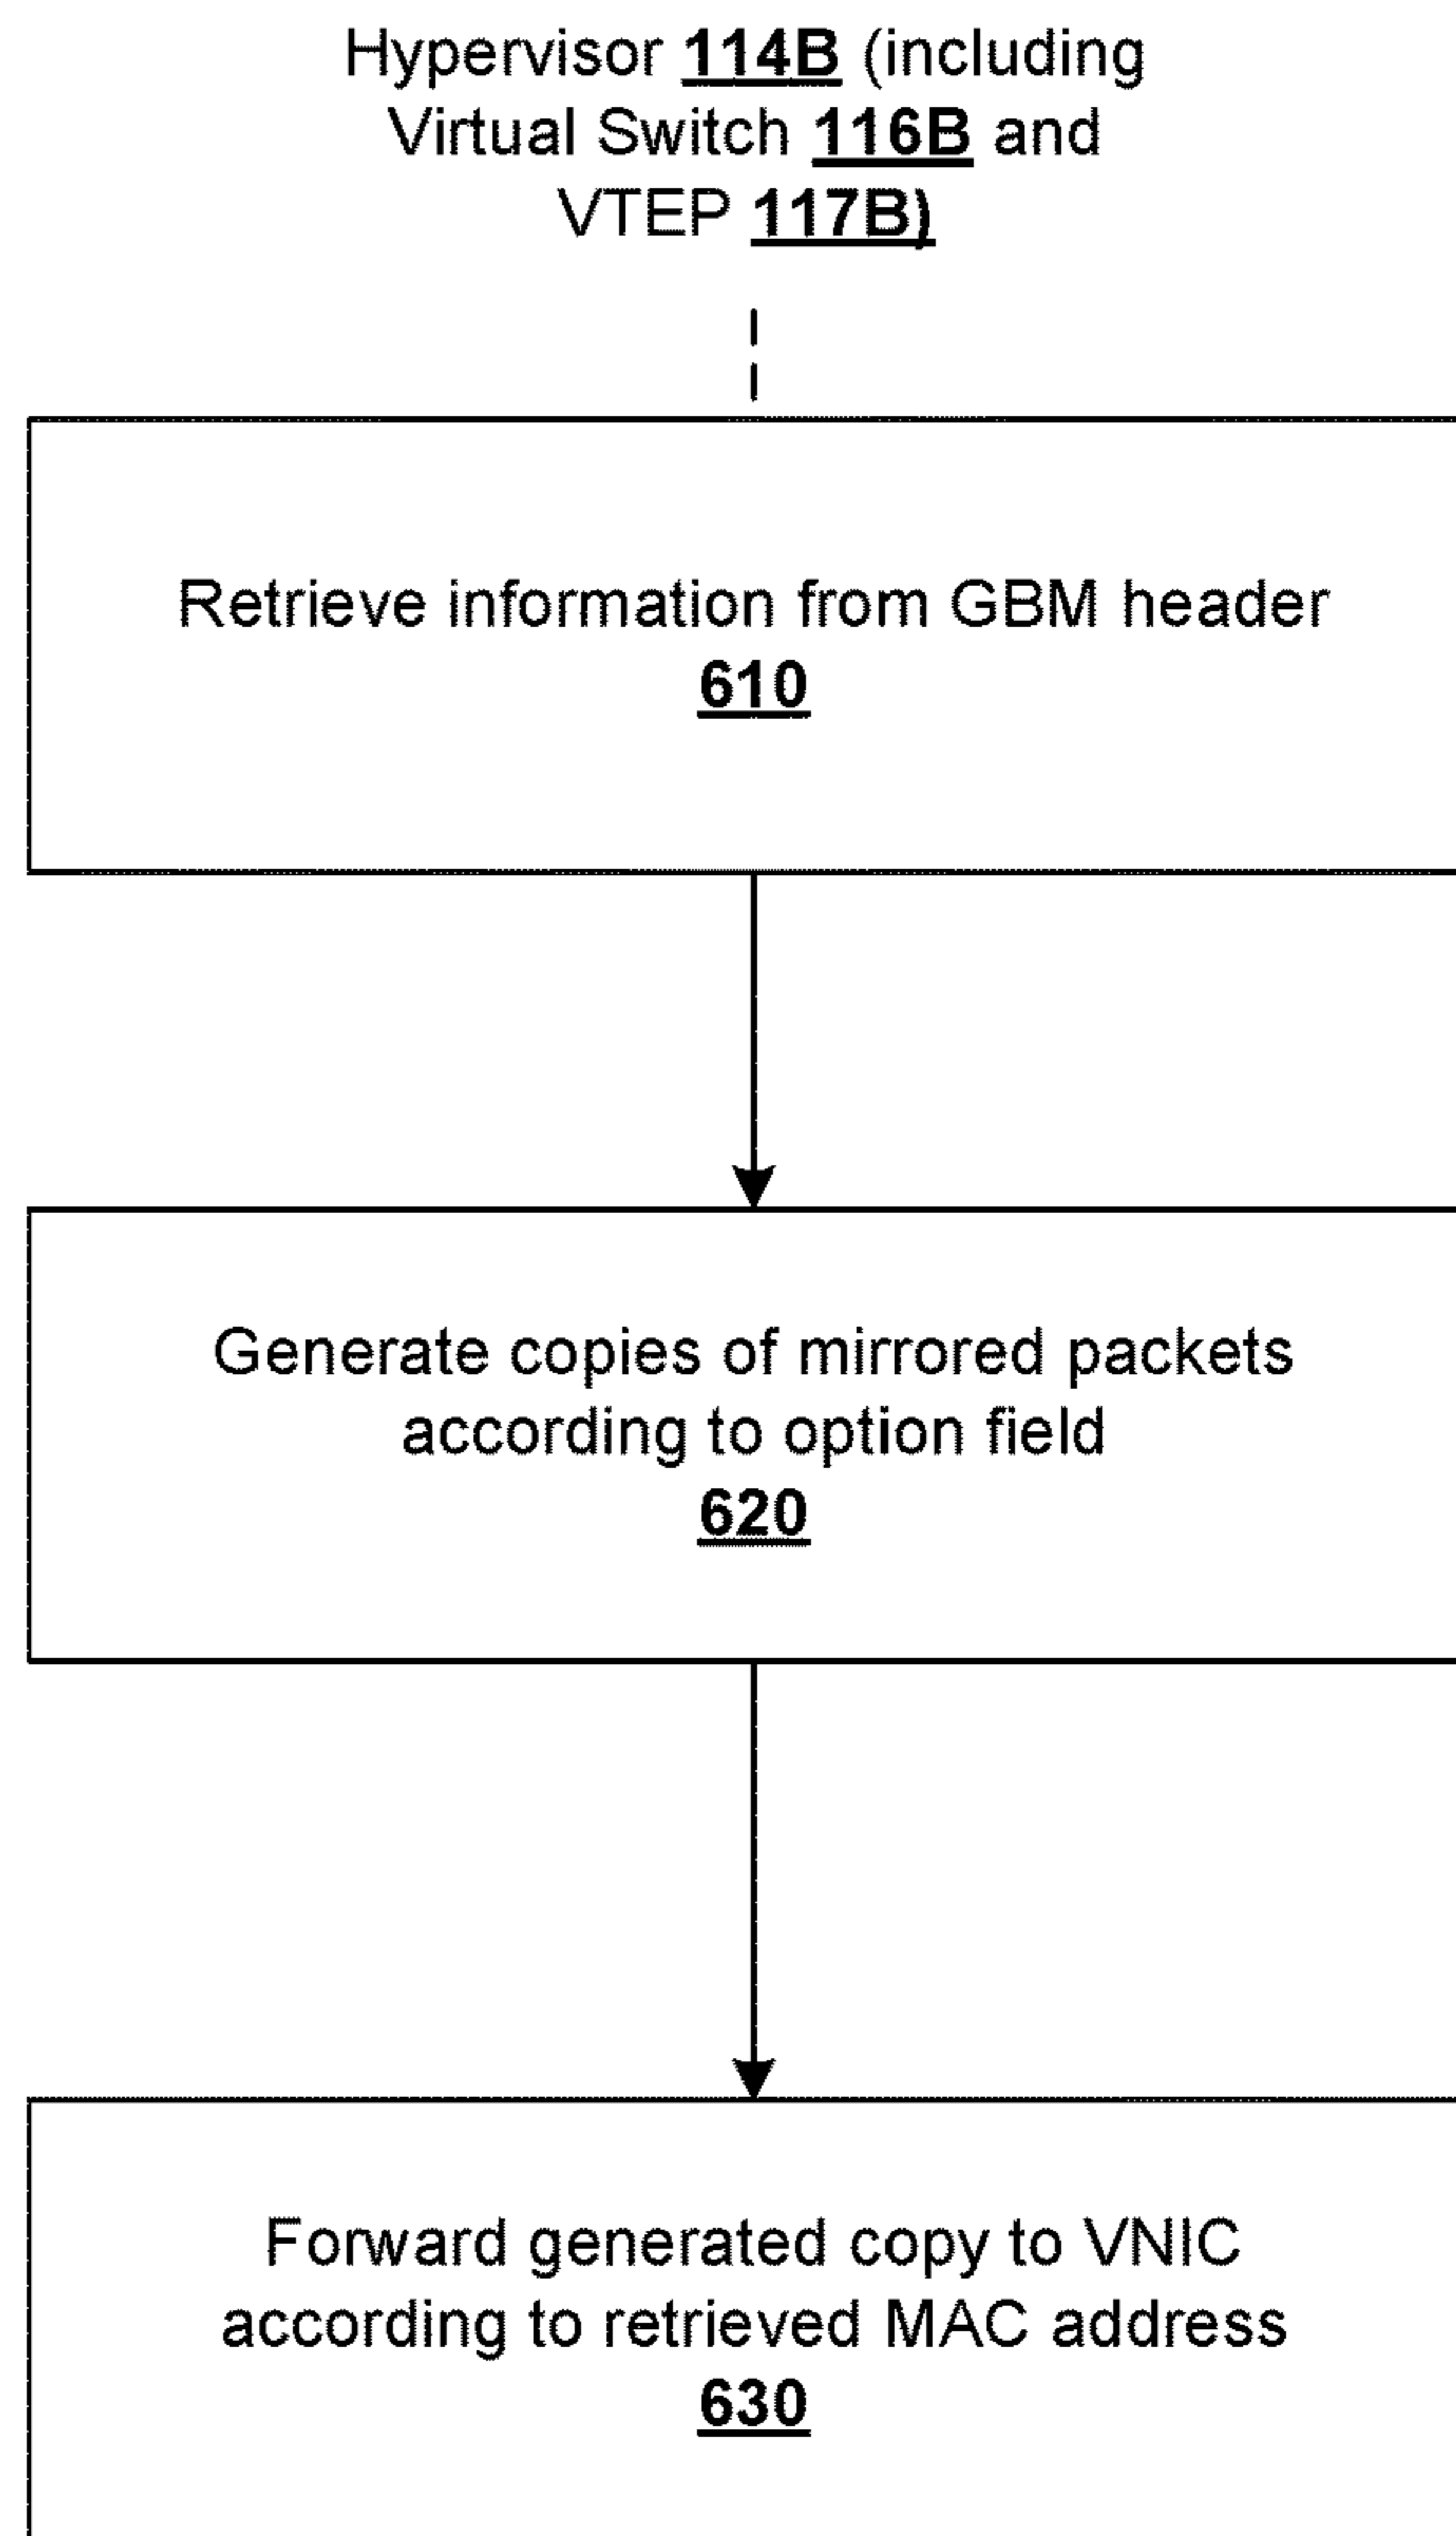 Hypervisor 114B (including
Virtual Switch 116B and
VTEP 117B)
Retrieve information from GBM header
610
Generate copies of mirrored packets
according to option field
620
Forward generated copy to VNIC
according to retrieved MAC address
630